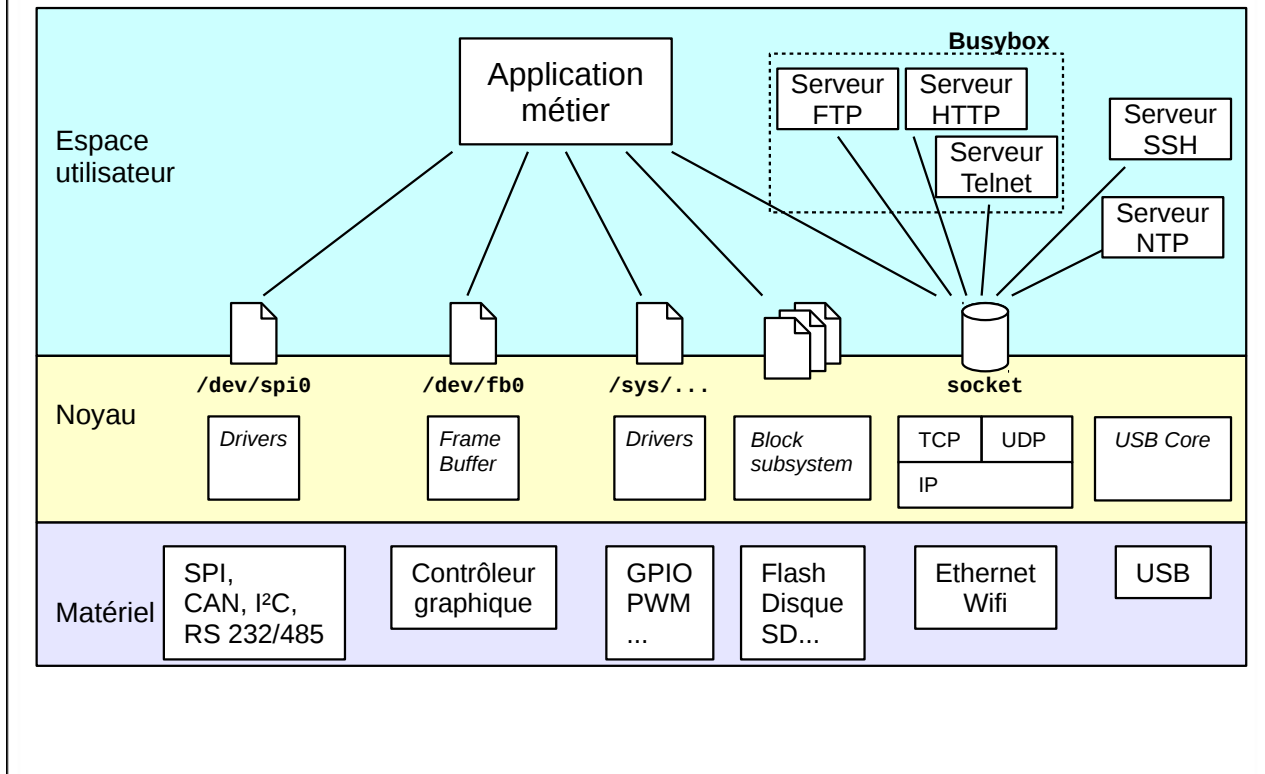 Busybox
Application
métier
Serveur
FTP
Serveur
HTTP
Serveur
Telnet
Serveur
SSH
Serveur
NTP
Espace
utilisateur
/dev/spi0
/dev/fb0
/sys/...
socket
Noyau
Drivers
Frame
Buffer
Drivers
Block
subsystem
TCP
UDP
IP
USB Core
Matériel
SPI,
CAN, I²C,
RS 232/485
Contrôleur
graphique
GPIO
PWM
...
Flash
Disque
SD...
Ethernet
Wifi
USB